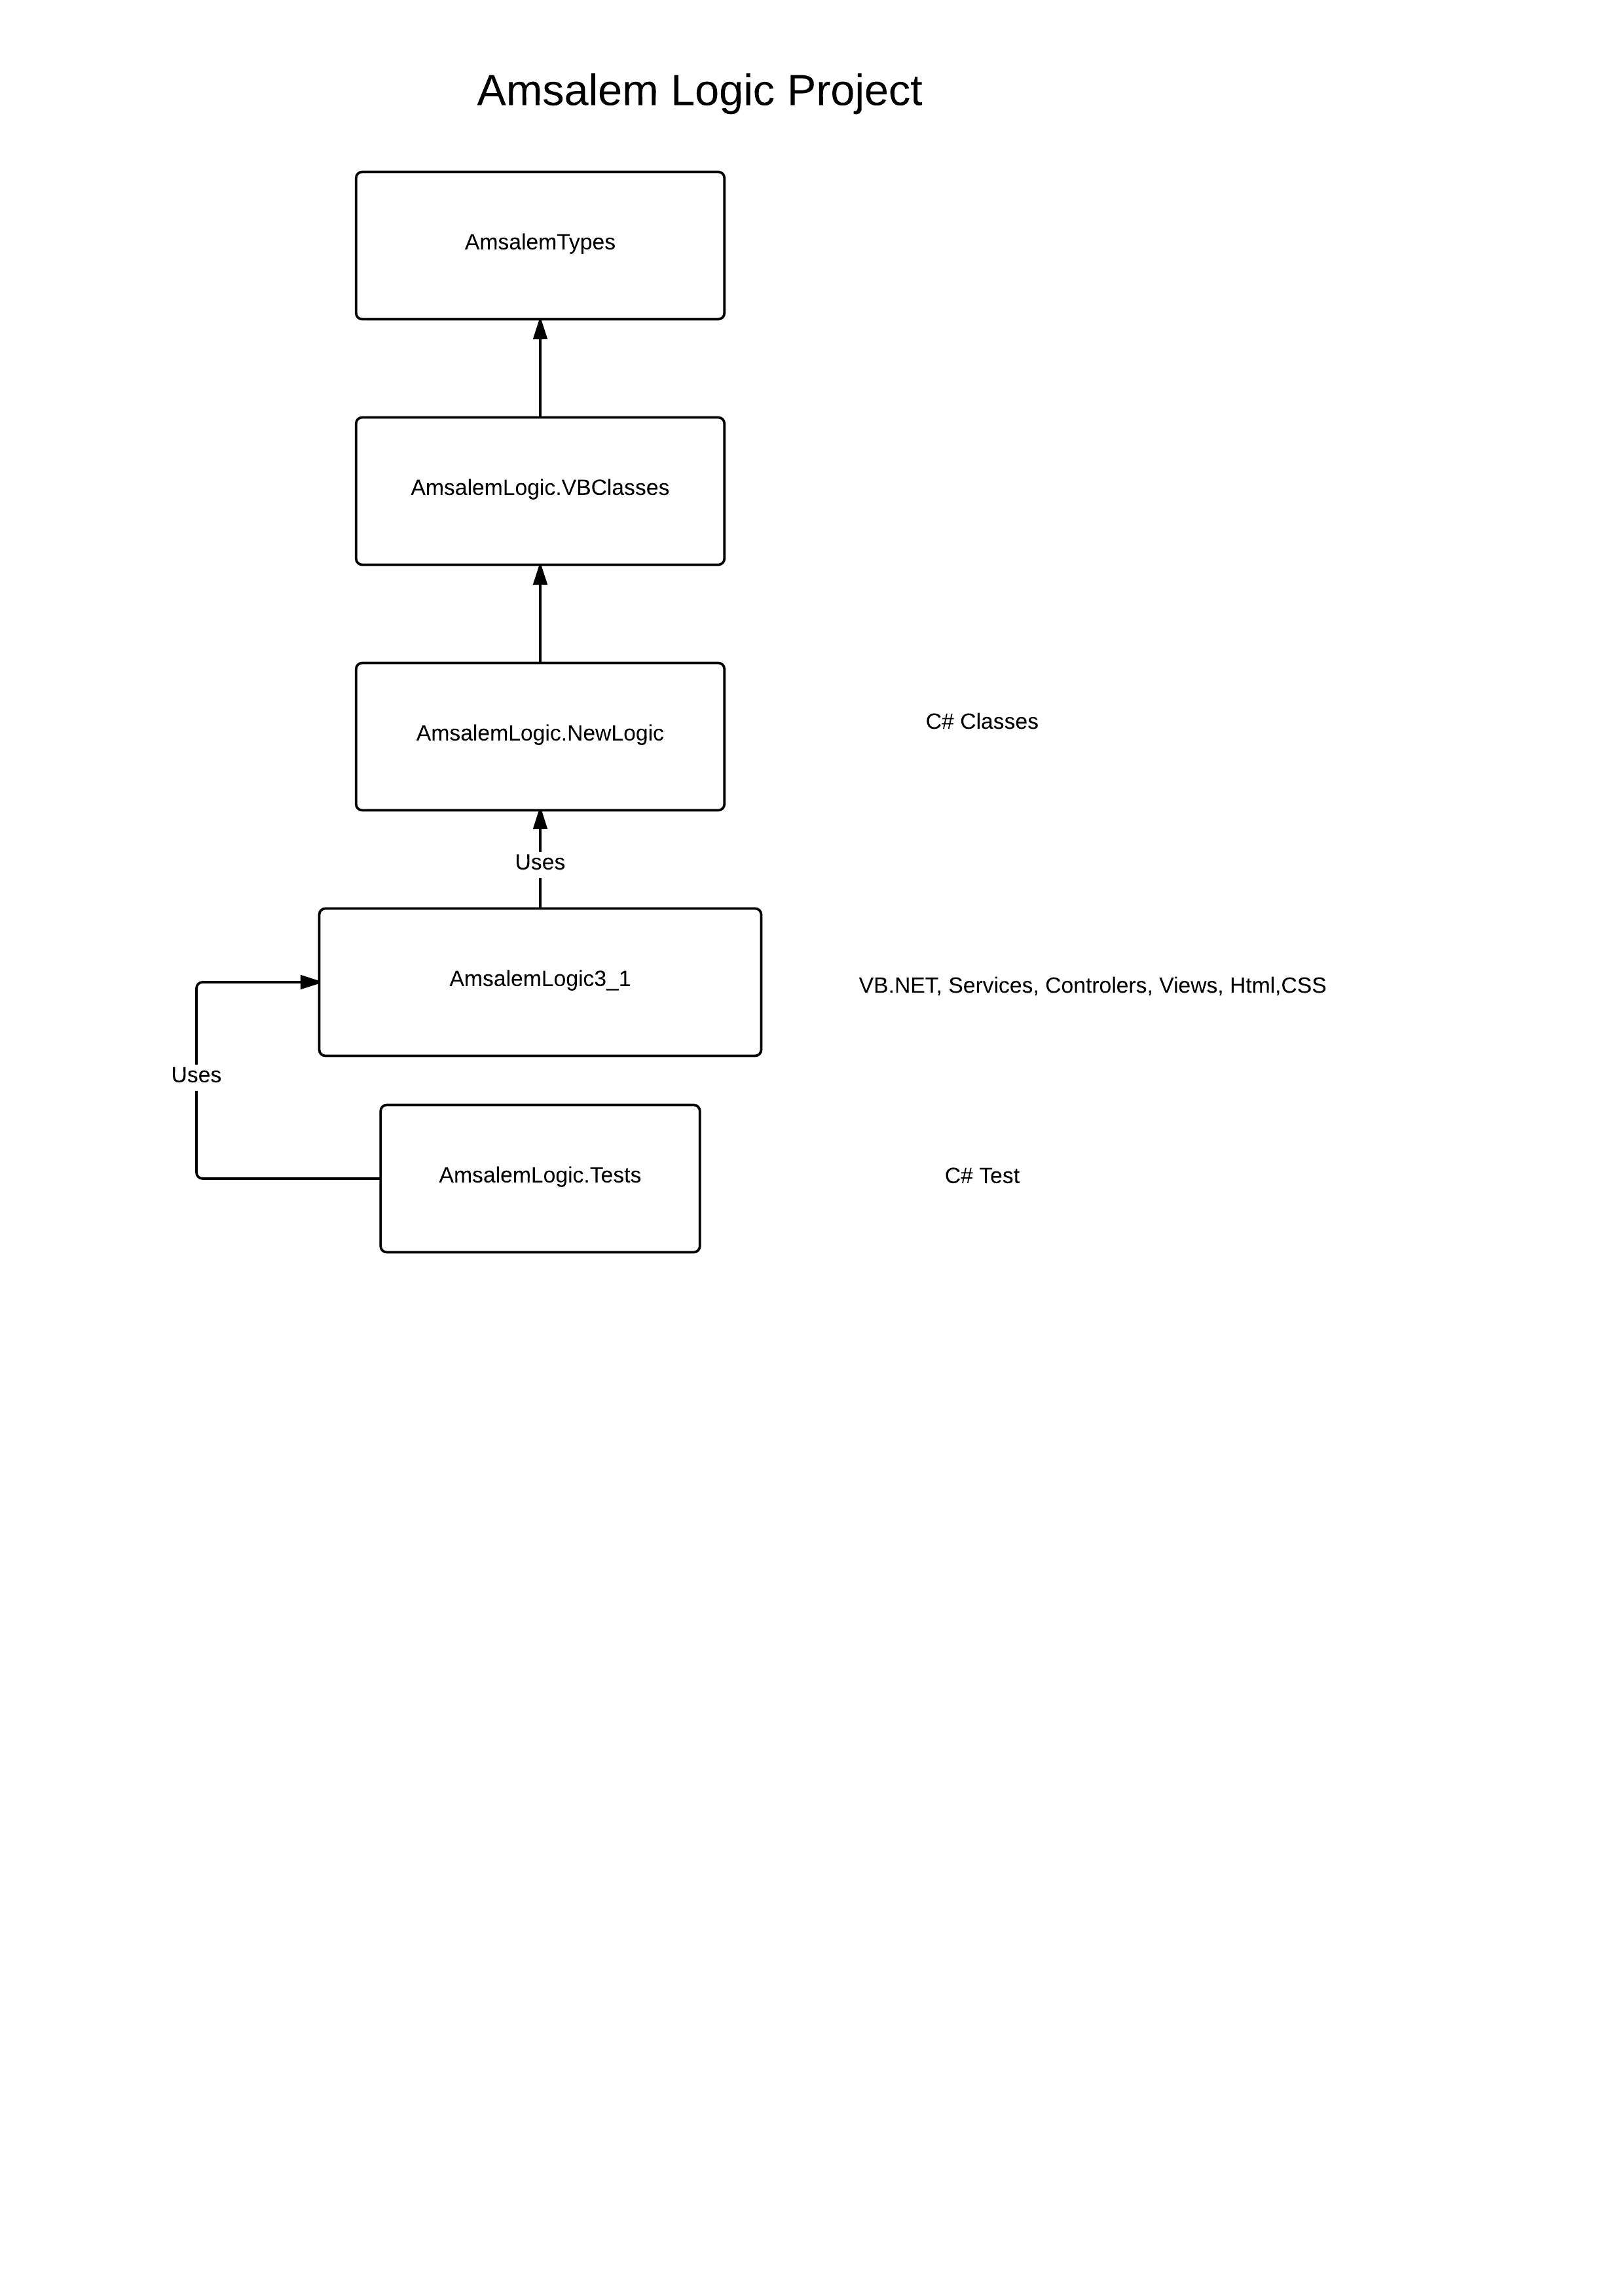 Amsalem Logic Project
AmsalemTypes
AmsalemLogic.VBClasses
AmsalemLogic.NewLogic
C# Classes
Uses
AmsalemLogic3_1
VB.NET, Services, Controlers, Views, Html,CSS
Uses
AmsalemLogic.Tests
C# Test